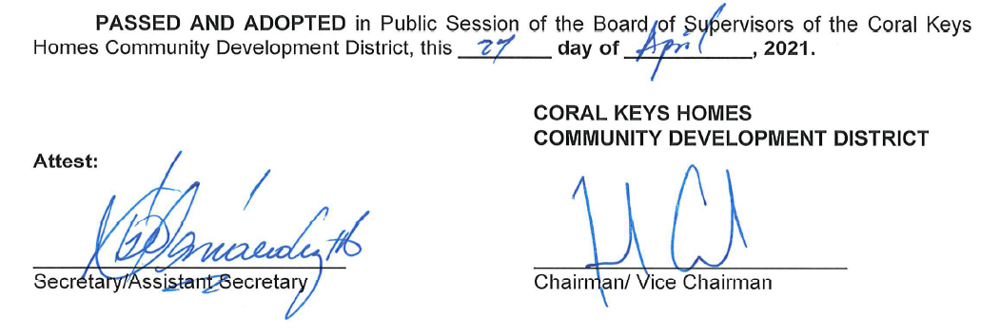 PASSED AND ADOPTED in Public Session of the Board of Supervisors of the Coral Keys
Homes Community Development District, this 27 day of April, 2021.
CORAL KEYS HOMES
COMMUNITY DEVELOPMENT DISTRICT
Attest:
Secretary/Assistant Secretary
Chairman/ Vice Chairman